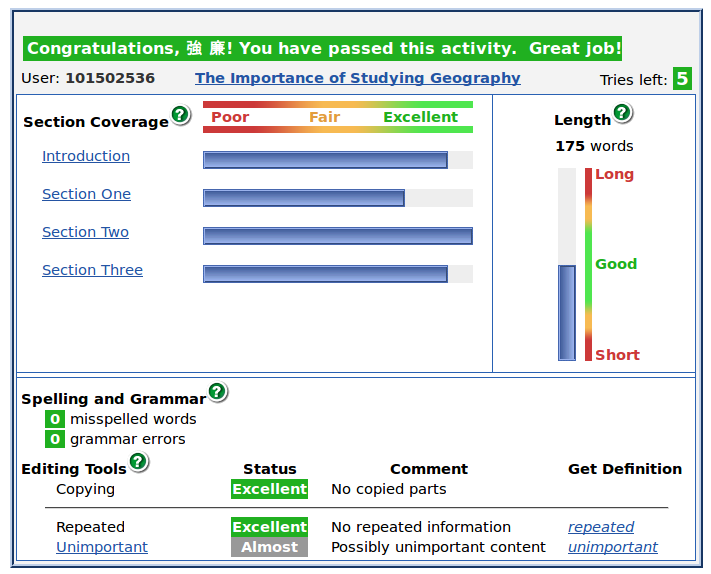 Congratulations, 強 廉! You have passed this activity.  Great job!
User: 101502536 The Importance of Studying Geography Tries left: 5
Section Coverage ? Poor Fair Excellent Length ?
175 words
Introduction
Section One
Section Two
Section Three
Long
Good
Short
Spelling and Grammar ?
0 misspelled words
0 grammar errors
Editing Tools ? Status Comment Get Definition
Copying Excellent No copied parts
Repeated Excellent No repeated information repeated
Unimportant Almost Possibly unimportant content unimportant